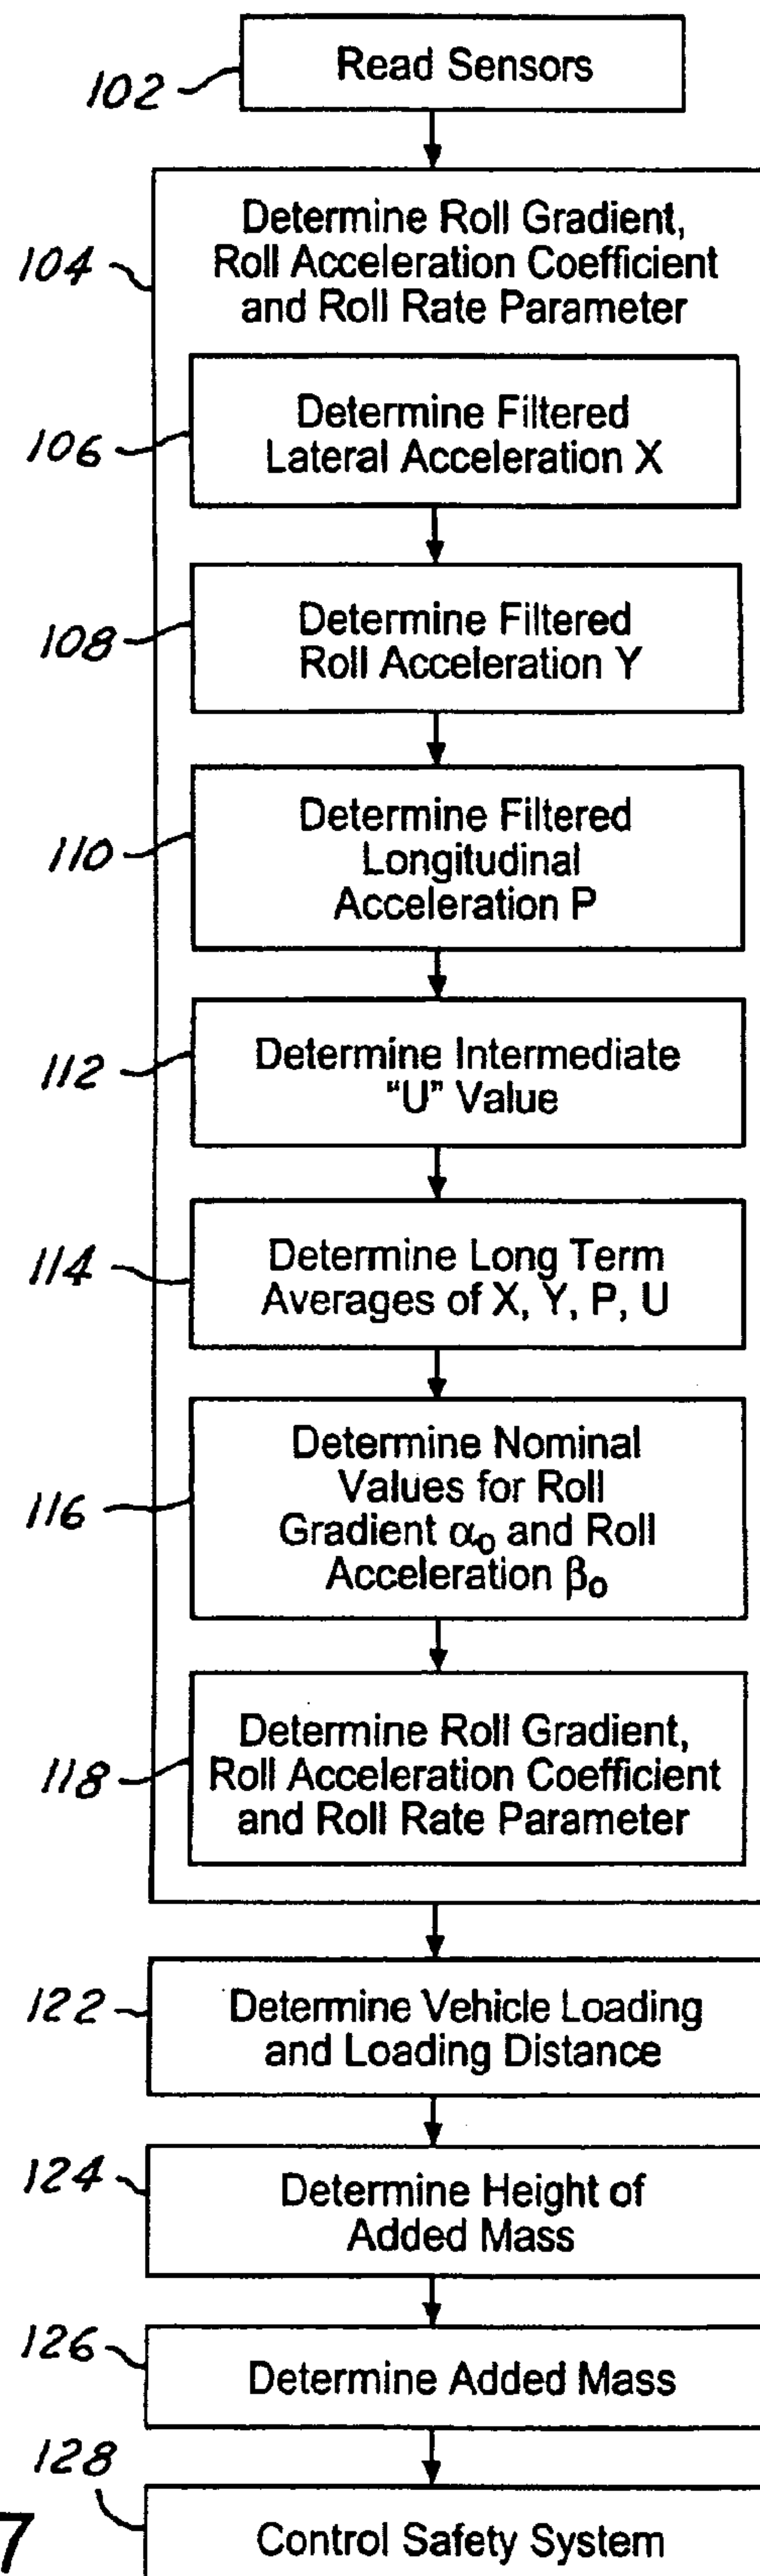 102
Read Sensors
104
Determine Roll Gradient,
Roll Acceleration Coefficient
and Roll Rate Parameter
106
Determine Filtered
Lateral Acceleration X
108
Determine Filtered
Roll Acceleration Y
110
Determine Filtered
Longitudinal
Acceleration P
112
Determine Intermediate
"U" Value
114
Determine Long Term
Averages of X, Y, P, U
116
Determine Nominal
Values for Roll
Gradient α₀ and Roll
Acceleration β₀
118
Determine Roll Gradient,
Roll Acceleration Coefficient
and Roll Rate Parameter
122
Determine Vehicle Loading
and Loading Distance
124
Determine Height of
Added Mass
126
Determine Added Mass
128
Control Safety System
7